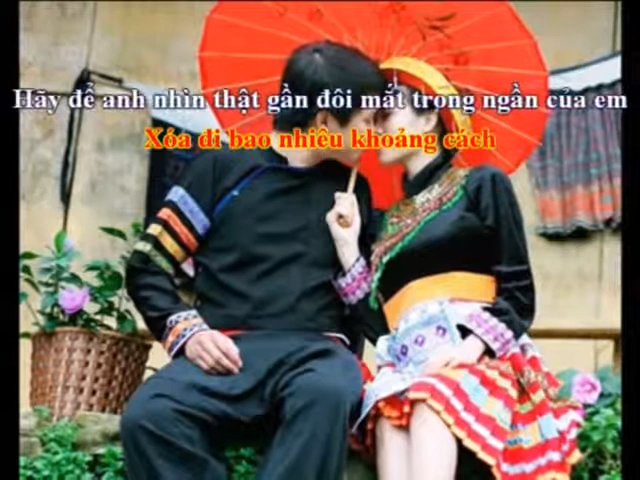 Hãy để anh nhìn thật gần đôi mắt trong ngần của em
Xóa đi bao nhiêu khoảng cách